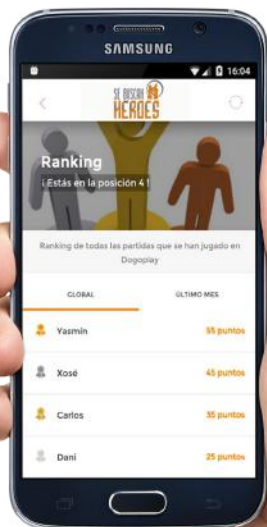 SAMSUNG
16:04
SE BUSCAN
HEROES
Ranking
¡ Estás en la posición 4 !
Ranking de todas las partidas que se han jugado en
Dogoplay
GLOBAL
ÚLTIMO MES
Yasmin
55 puntos
Xosé
45 puntos
Carlos
35 puntos
Dani
25 puntos